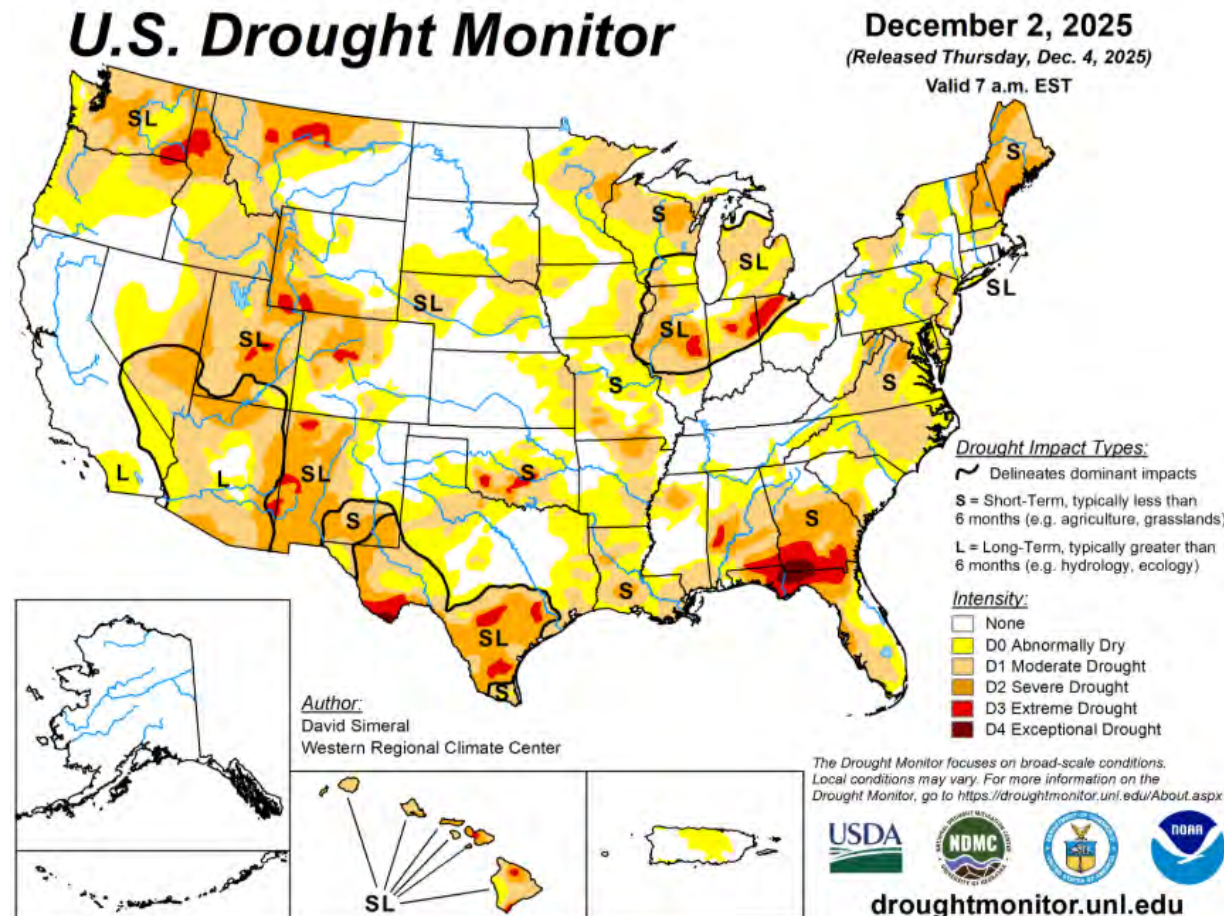 U.S. Drought Monitor
December 2, 2025
(Released Thursday, Dec. 4, 2025)
Valid 7 a.m. EST
SL
S
S
SL
SL
SL
SL
SL
S
S
L
L
SL
S
S
S
S
SL
S
Drought Impact Types:
Delineates dominant impacts
S = Short-Term, typically less than
6 months (e.g. agriculture, grasslands)
L = Long-Term, typically greater than
6 months (e.g. hydrology, ecology)
Intensity:
None
D0 Abnormally Dry
D1 Moderate Drought
D2 Severe Drought
D3 Extreme Drought
D4 Exceptional Drought
Author:
David Simeral
Western Regional Climate Center
SL
The Drought Monitor focuses on broad-scale conditions.
Local conditions may vary. For more information on the
Drought Monitor, go to https://droughtmonitor.unl.edu/About.aspx
USDA
NDMC
NOAA
droughtmonitor.unl.edu